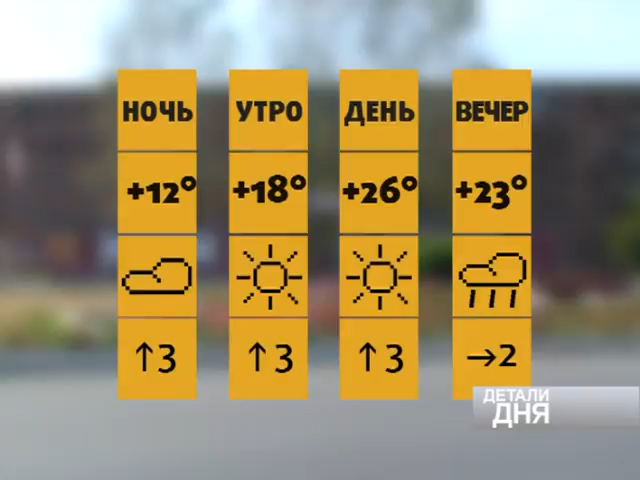 НОЧЬ УТРО ДЕНЬ ВЕЧЕР
+12° +18° +26° +23°
↑3 ↑3 ↑3 →2
ДЕТАЛИ
ДНЯ